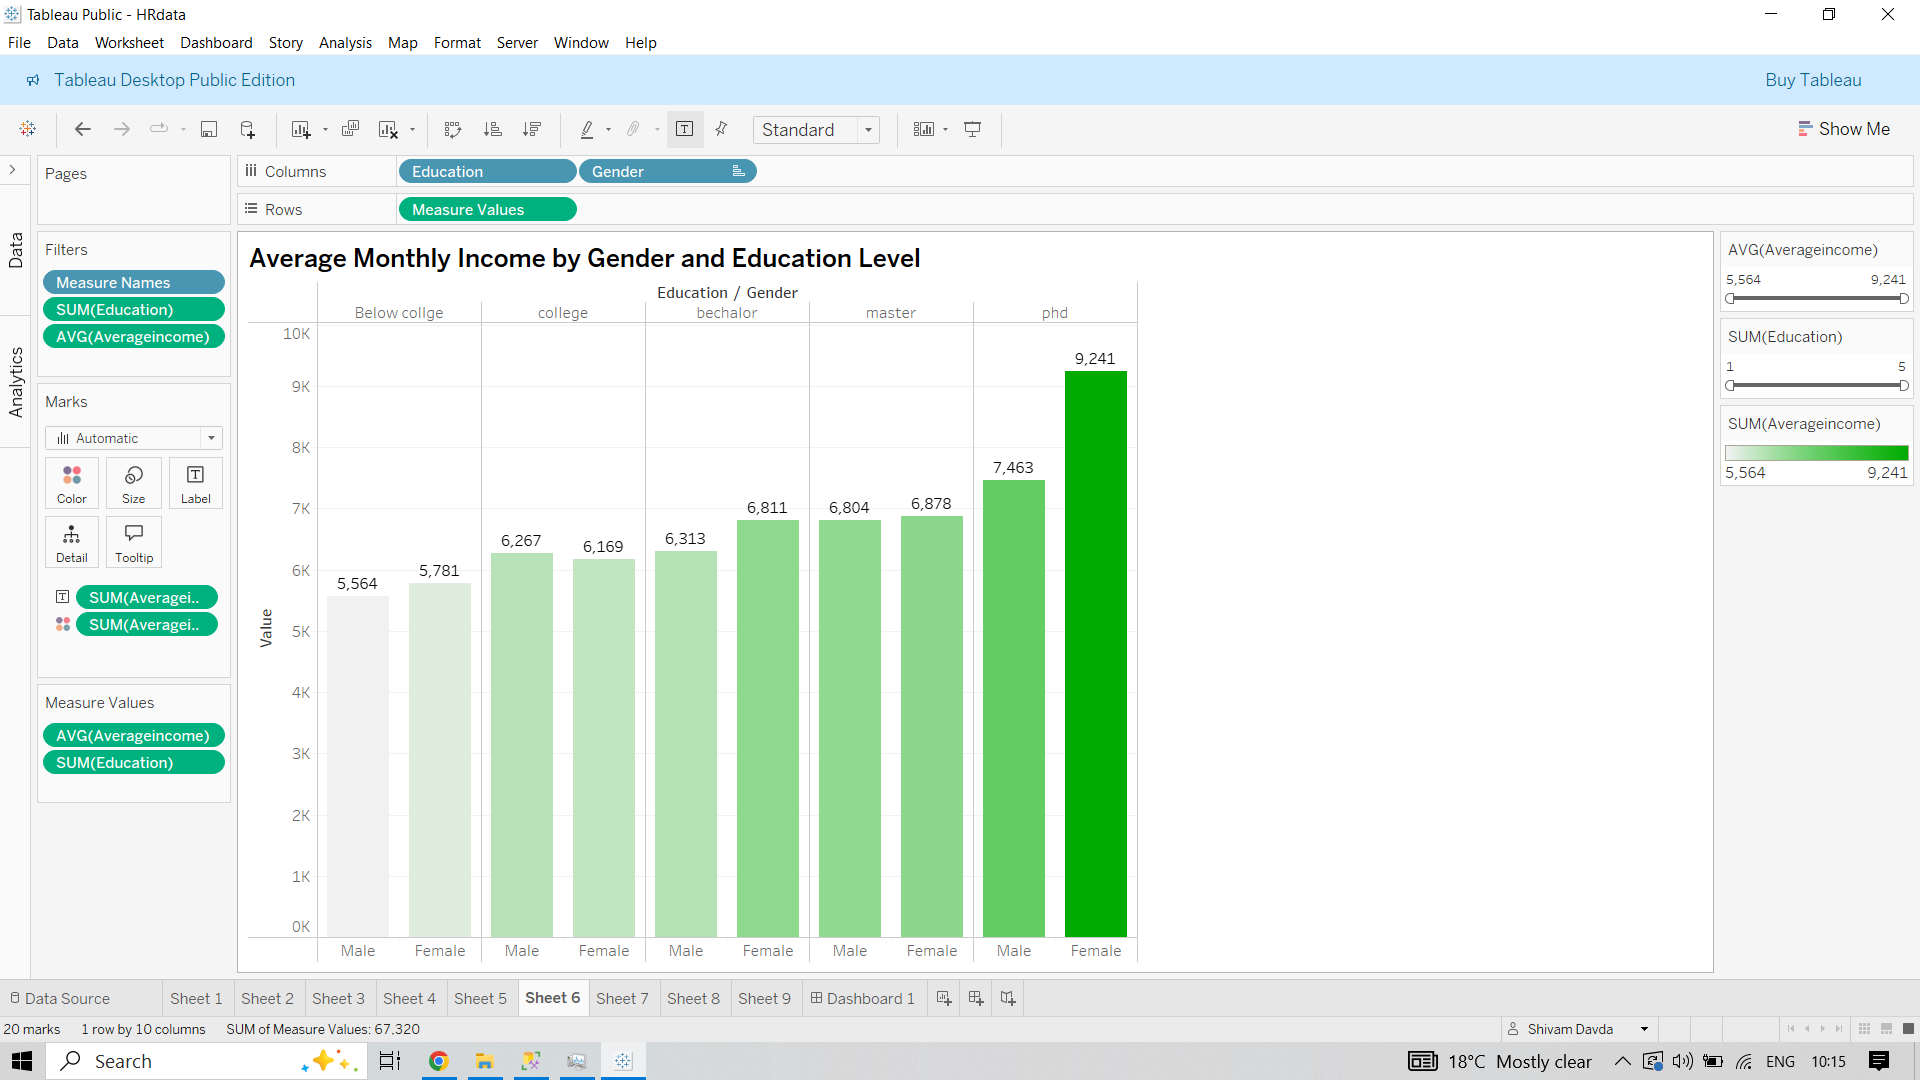 Tableau Public - HRdata
File Data Worksheet Dashboard Story Analysis Map Format Server Window Help
Tableau Desktop Public Edition
Buy Tableau
Standard
Show Me
Pages
Columns
Education
Gender
Rows
Measure Values
Data
Analytics
Filters
Measure Names
SUM(Education)
AVG(Averageincome)
Marks
Automatic
Color
Size
Label
Detail
Tooltip
SUM(Averagei..
SUM(Averagei..
Measure Values
AVG(Averageincome)
SUM(Education)
Average Monthly Income by Gender and Education Level
Education / Gender
Below collge
college
bechalor
master
phd
10K
9K
8K
7K
6K
5K
4K
3K
2K
1K
0K
Value
5,564
5,781
6,267
6,169
6,313
6,811
6,804
6,878
7,463
9,241
Male
Female
Male
Female
Male
Female
Male
Female
Male
Female
AVG(Averageincome)
5,564 9,241
SUM(Education)
1 5
SUM(Averageincome)
5,564 9,241
Data Source
Sheet 1
Sheet 2
Sheet 3
Sheet 4
Sheet 5
Sheet 6
Sheet 7
Sheet 8
Sheet 9
Dashboard 1
20 marks 1 row by 10 columns SUM of Measure Values: 67,320
Shivam Davda
Search
18°C Mostly clear
ENG
10:15